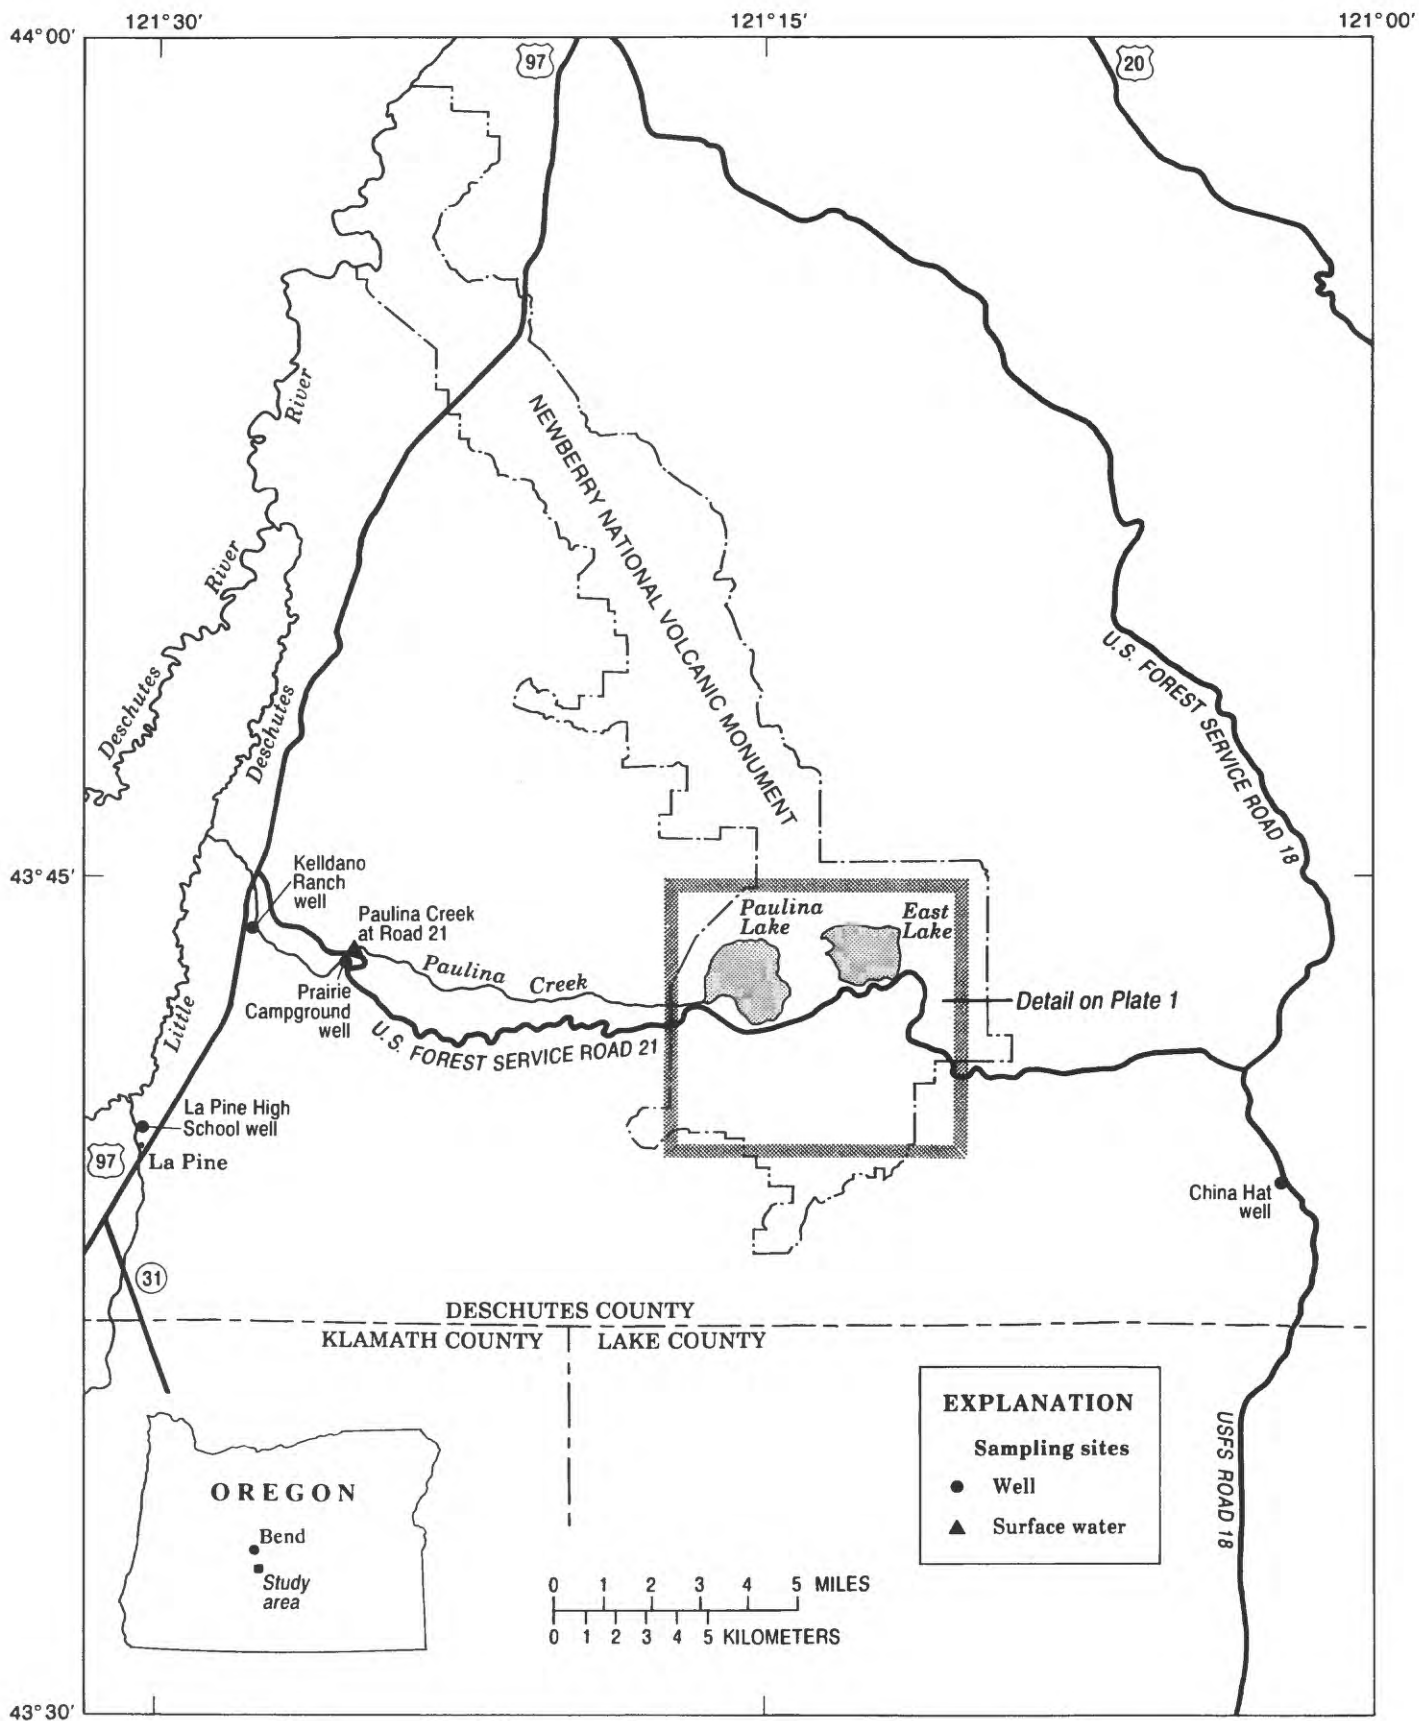 121°30' 121°15' 121°00'
44°00'
97
20
River
River
Deschutes
Deschutes
Little
NEWBERRY NATIONAL VOLCANIC MONUMENT
U.S. FOREST SERVICE ROAD 18
43°45'
Kelldano
Ranch
well
Paulina Creek
at Road 21
Paulina Creek
Prairie
Campground
well
U.S. FOREST SERVICE ROAD 21
Paulina
Lake
East
Lake
Detail on Plate 1
La Pine High
School well
97
La Pine
China Hat
well
31
DESCHUTES COUNTY
KLAMATH COUNTY
LAKE COUNTY
USFS ROAD 18
EXPLANATION
Sampling sites
Well
Surface water
OREGON
Bend
Study
area
0 1 2 3 4 5 MILES
0 1 2 3 4 5 KILOMETERS
43°30'